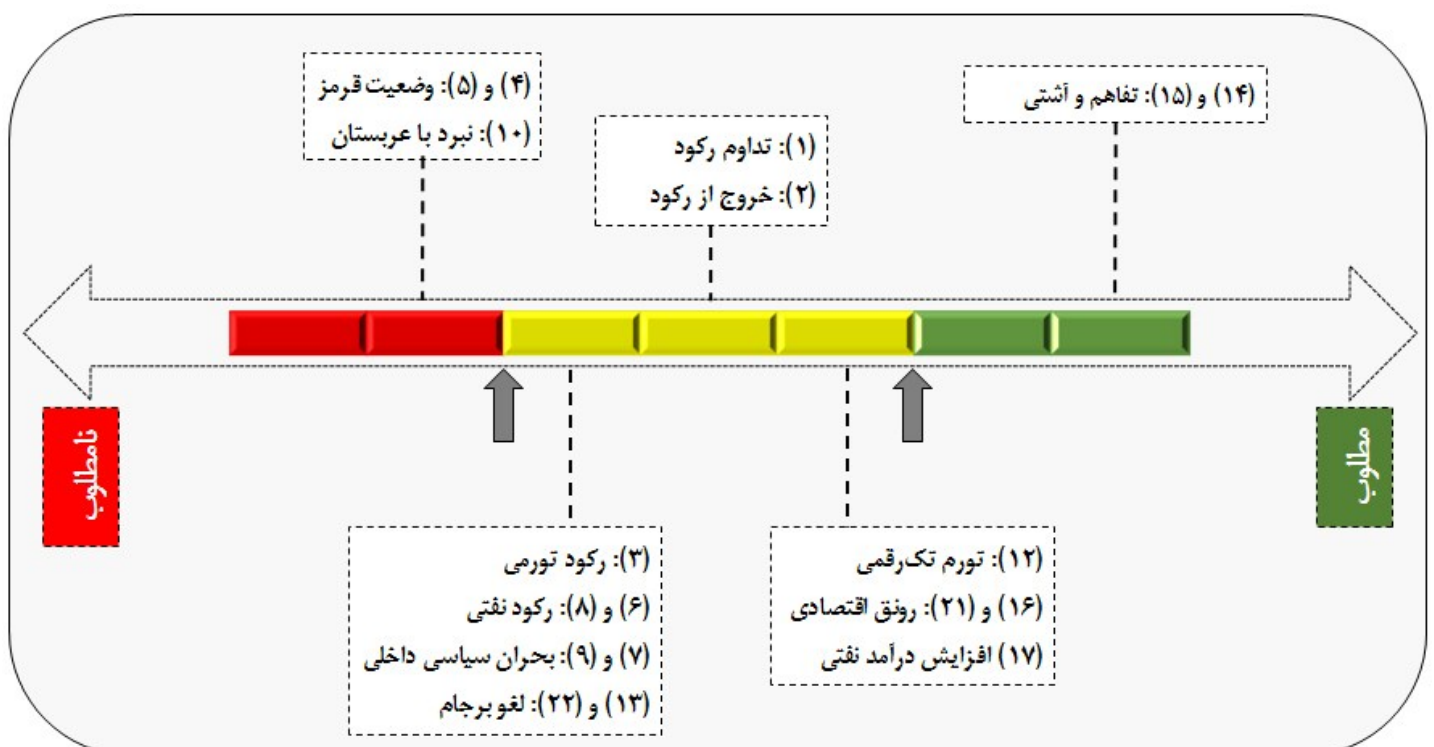 (۱۴) و (۱۵): تفاهم و آشتی
(۱): تداوم رکود
(۲): خروج از رکود
(۴) و (۵): وضعیت قرمز
(۱۰): نبرد با عربستان
مطلوب
نامطلوب
(۱۲): تورم تک‌رقمی
(۱۶) و (۲۱): رونق اقتصادی
(۱۷) افزایش درآمد نفتی
(۳): رکود تورمی
(۶) و (۸): رکود نفتی
(۷) و (۹): بحران سیاسی داخلی
(۱۳) و (۲۲): لغو برجام